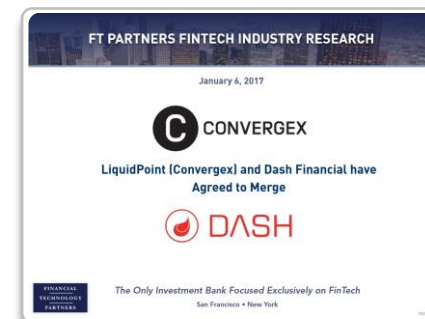 FT PARTNERS FINTECH INDUSTRY RESEARCH
January 6, 2017
C CONVERGEX
LiquidPoint (Convergex) and Dash Financial have
Agreed to Merge
DASH
FINANCIAL
TECHNOLOGY
PARTNERS
The Only Investment Bank Focused Exclusively on FinTech
San Francisco • New York